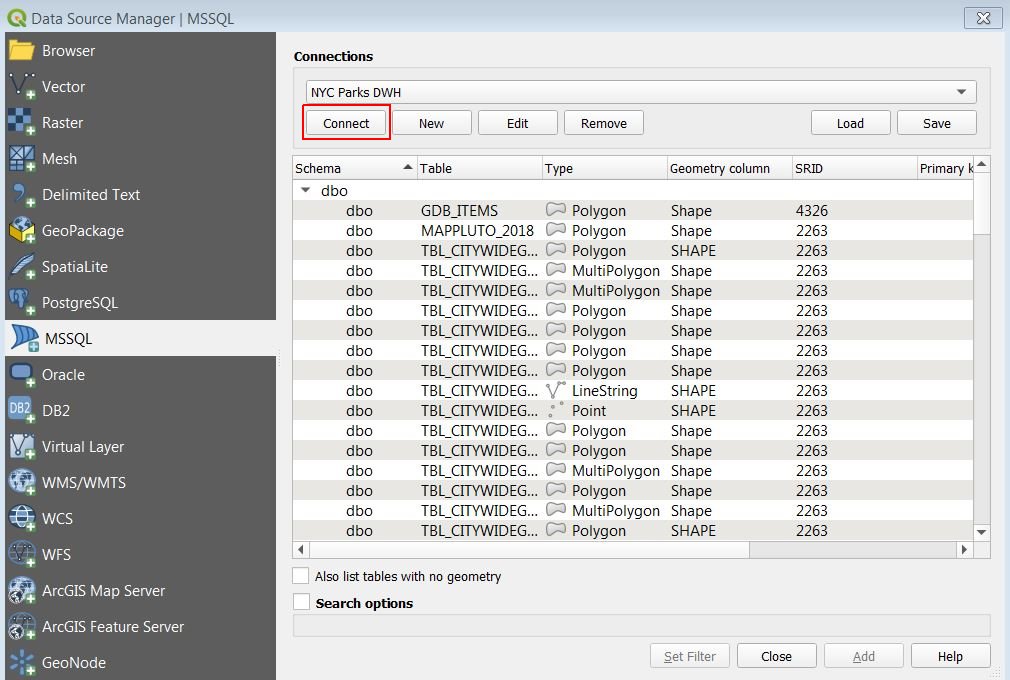 Data Source Manager | MSSQL
Browser
Vector
Raster
Mesh
Delimited Text
GeoPackage
SpatiaLite
PostgreSQL
MSSQL
Oracle
DB2
DB2
Virtual Layer
WMS/WMTS
WCS
WFS
ArcGIS Map Server
ArcGIS Feature Server
GeoNode
Connections
NYC Parks DWH
Connect New Edit Remove Load Save
Schema Table Type Geometry column SRID Primary k
dbo
dbo GDB_ITEMS Polygon Shape 4326
dbo MAPPLUTO_2018 Polygon Shape 2263
dbo TBL_CITYWIDEG... Polygon SHAPE 2263
dbo TBL_CITYWIDEG... MultiPolygon Shape 2263
dbo TBL_CITYWIDEG... MultiPolygon Shape 2263
dbo TBL_CITYWIDEG... Polygon Shape 2263
dbo TBL_CITYWIDEG... Polygon Shape 2263
dbo TBL_CITYWIDEG... Polygon Shape 2263
dbo TBL_CITYWIDEG... Polygon Shape 2263
dbo TBL_CITYWIDEG... LineString SHAPE 2263
dbo TBL_CITYWIDEG... Point SHAPE 2263
dbo TBL_CITYWIDEG... Polygon Shape 2263
dbo TBL_CITYWIDEG... Polygon Shape 2263
dbo TBL_CITYWIDEG... MultiPolygon Shape 2263
dbo TBL_CITYWIDEG... Polygon Shape 2263
dbo TBL_CITYWIDEG... MultiPolygon Shape 2263
dbo TBL_CITYWIDEG... Polygon SHAPE 2263
Also list tables with no geometry
Search options
Set Filter Close Add Help